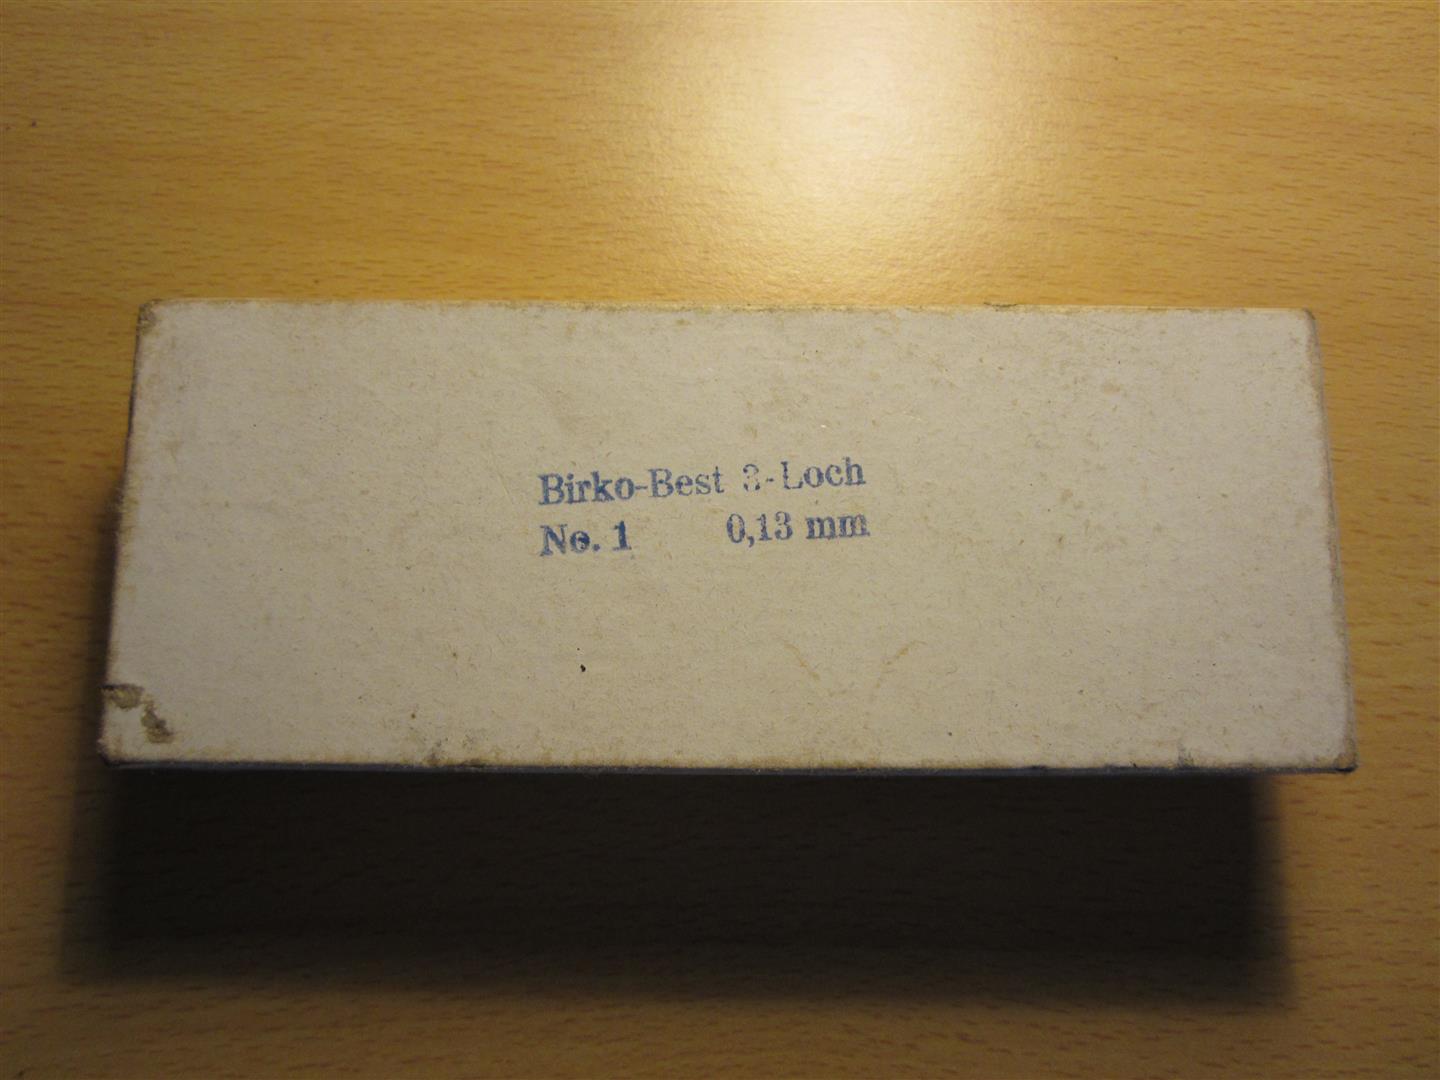 Birko-Best 3-Loch
No. 1 0,13 mm